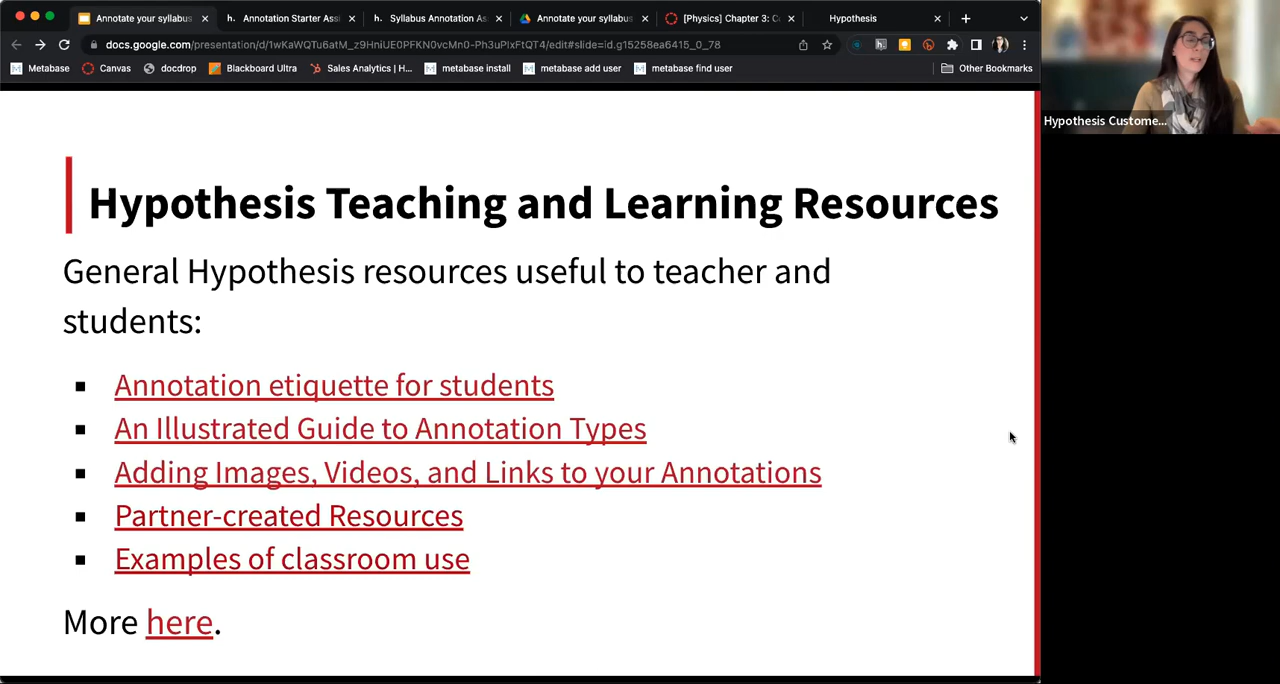 Annotate your syllabus
Annotation Starter Assi
Syllabus Annotation As
Annotate your syllabus
[Physics] Chapter 3: C
Hypothesis
docs.google.com/presentation/d/1wKaWQTu6atM_z9HniUE0PFKN0vcMn0-Ph3uPIxFtQT4/edit#slide=id.g15258ea6415_0_78
Metabase
Canvas
docdrop
Blackboard Ultra
Sales Analytics | H...
metabase install
metabase add user
metabase find user
Other Bookmarks
Hypothesis Custome...
Hypothesis Teaching and Learning Resources
General Hypothesis resources useful to teacher and
students:
Annotation etiquette for students
An Illustrated Guide to Annotation Types
Adding Images, Videos, and Links to your Annotations
Partner-created Resources
Examples of classroom use
More here.